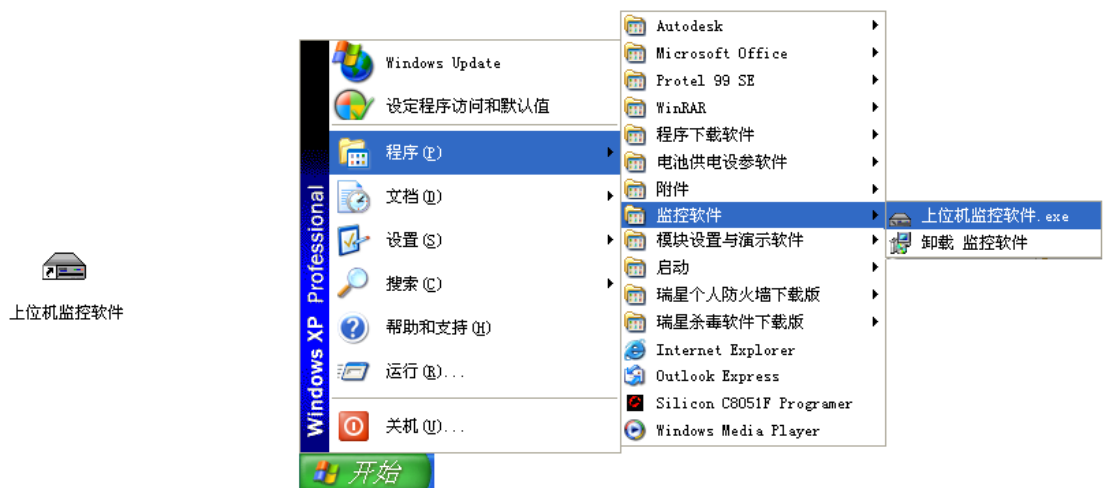 上位机监控软件
Windows XP Professional
Windows Update
设定程序访问和默认值
程序(P)
文档(D)
设置(S)
搜索(C)
帮助和支持(H)
运行(R)...
关机(U)...
开始
Autodesk
Microsoft Office
Protel 99 SE
WinRAR
程序下载软件
电池供电设参软件
附件
监控软件
模块设置与演示软件
启动
瑞星个人防火墙下载版
瑞星杀毒软件下载版
Internet Explorer
Outlook Express
Silicon C8051F Programer
Windows Media Player
上位机监控软件.exe
卸载 监控软件